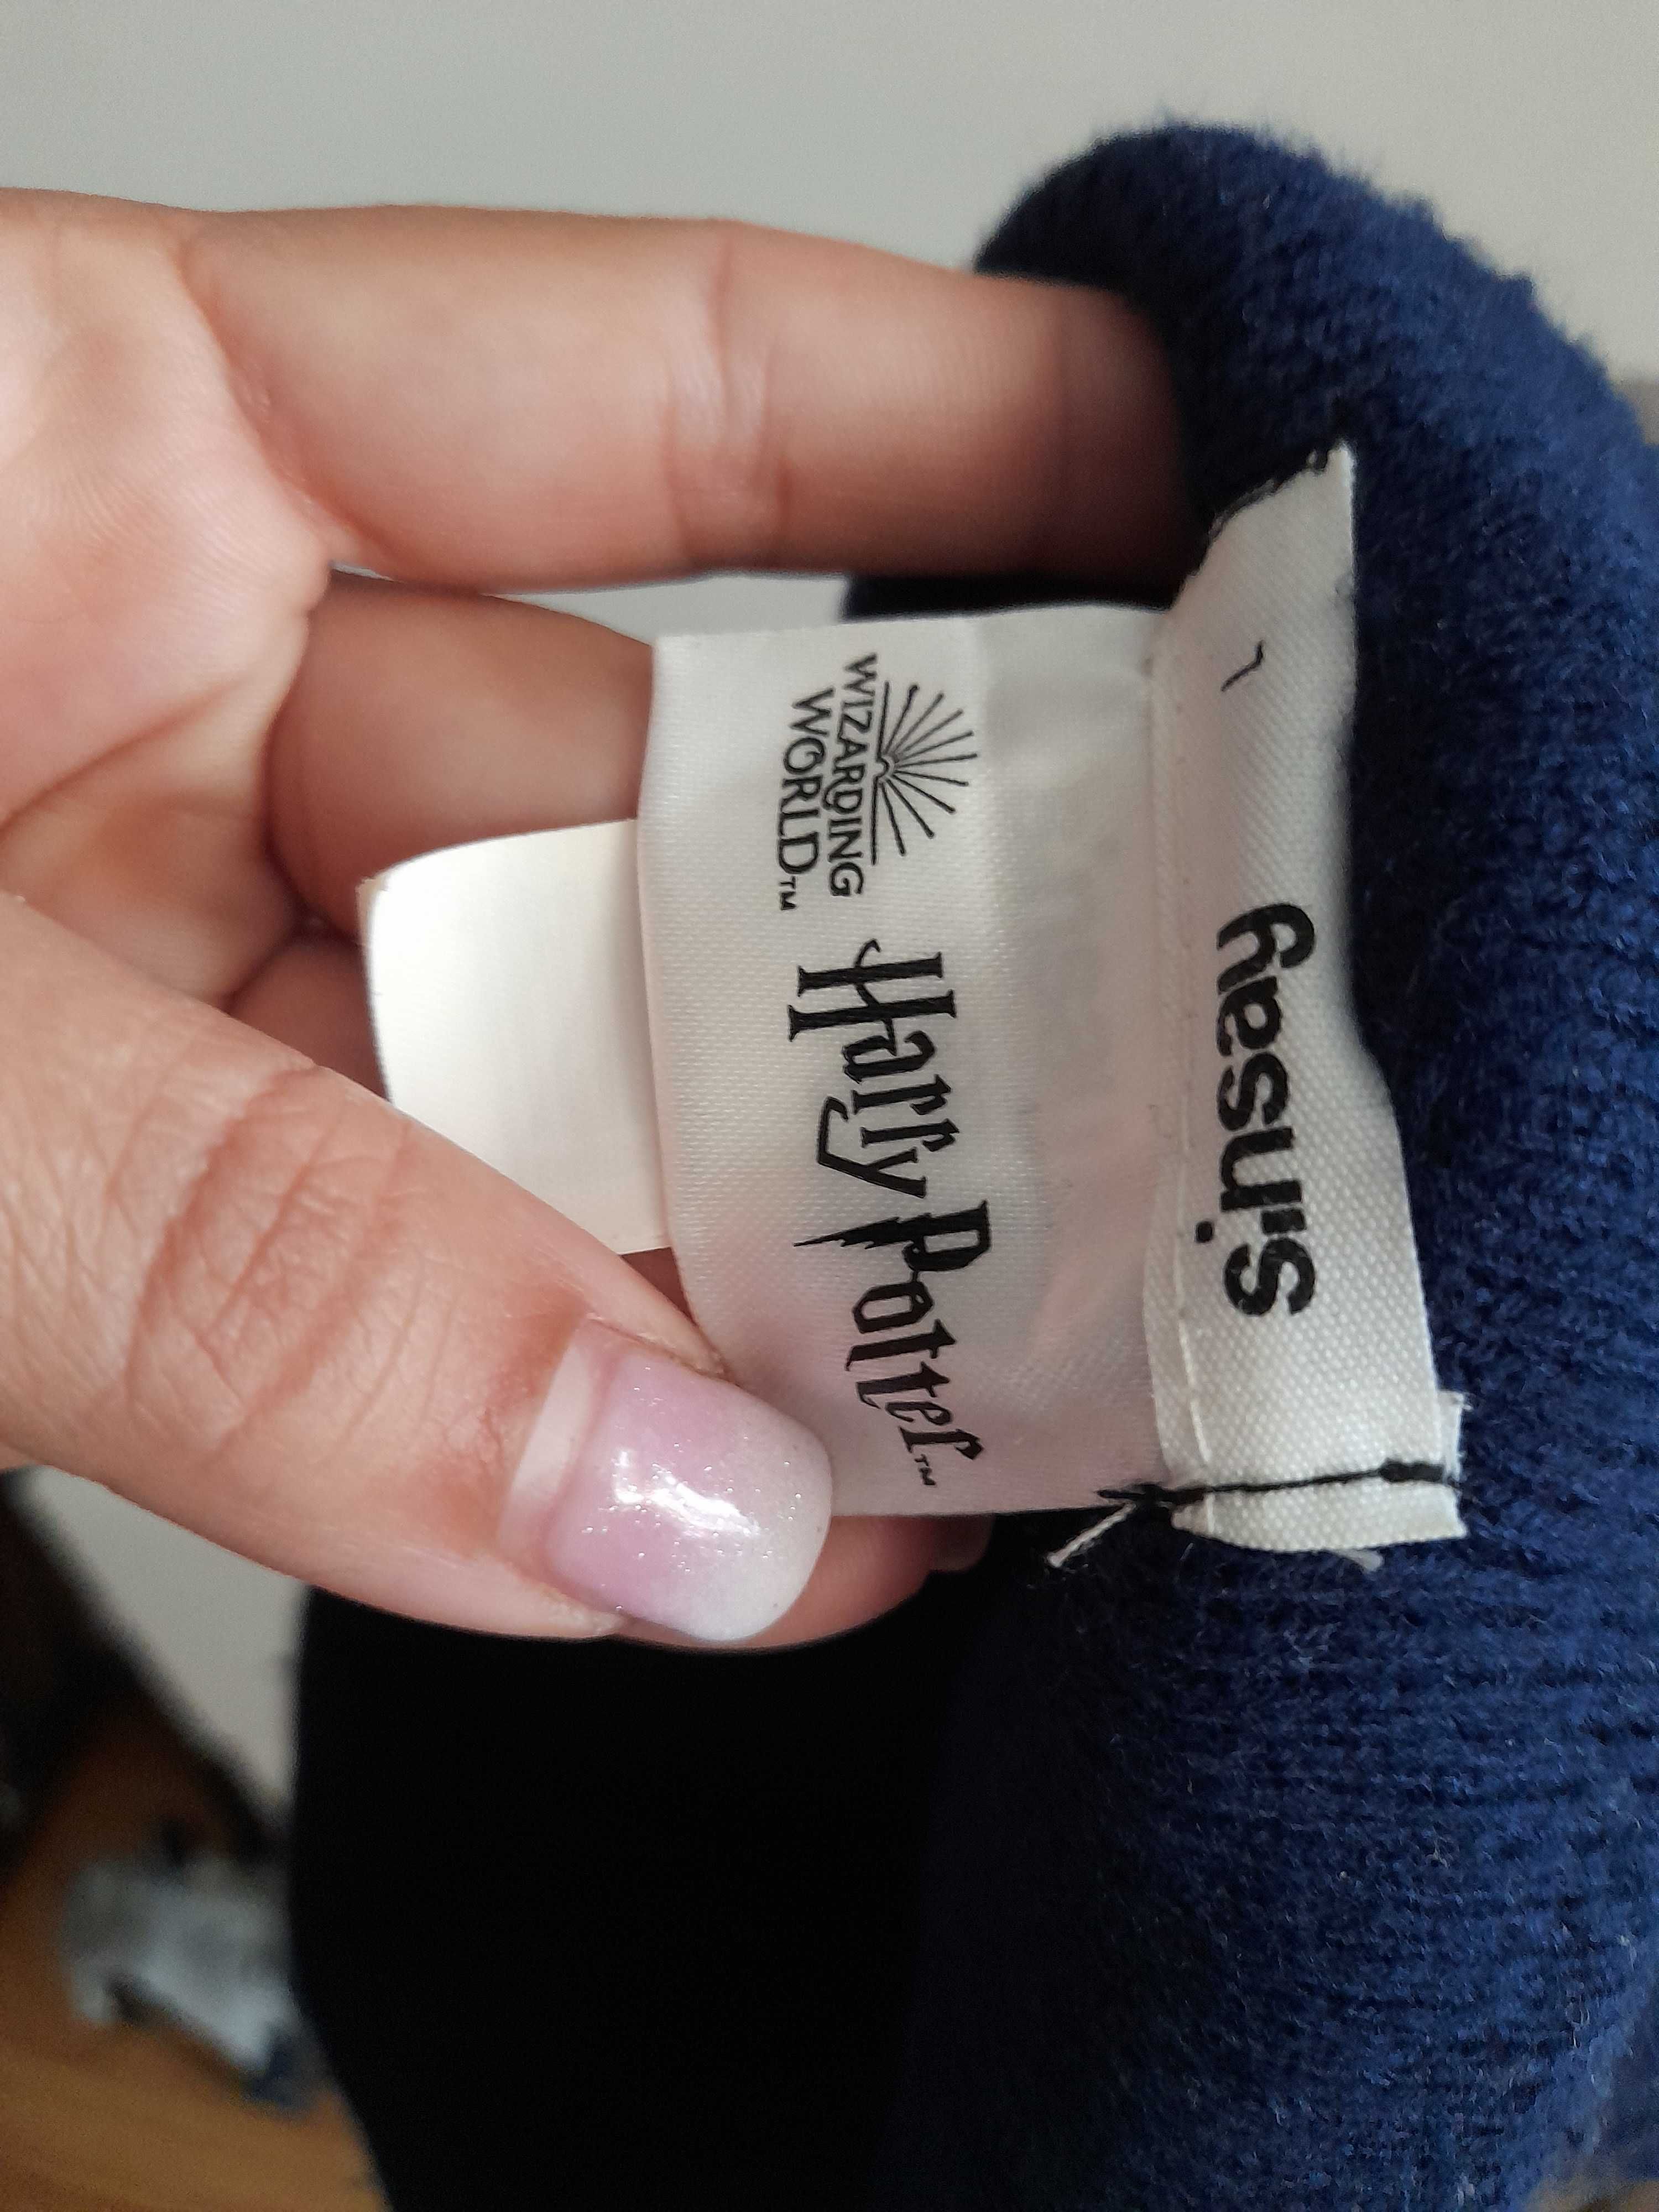 Sinsay
WIZARDING
WORLD™
Harry Potter™